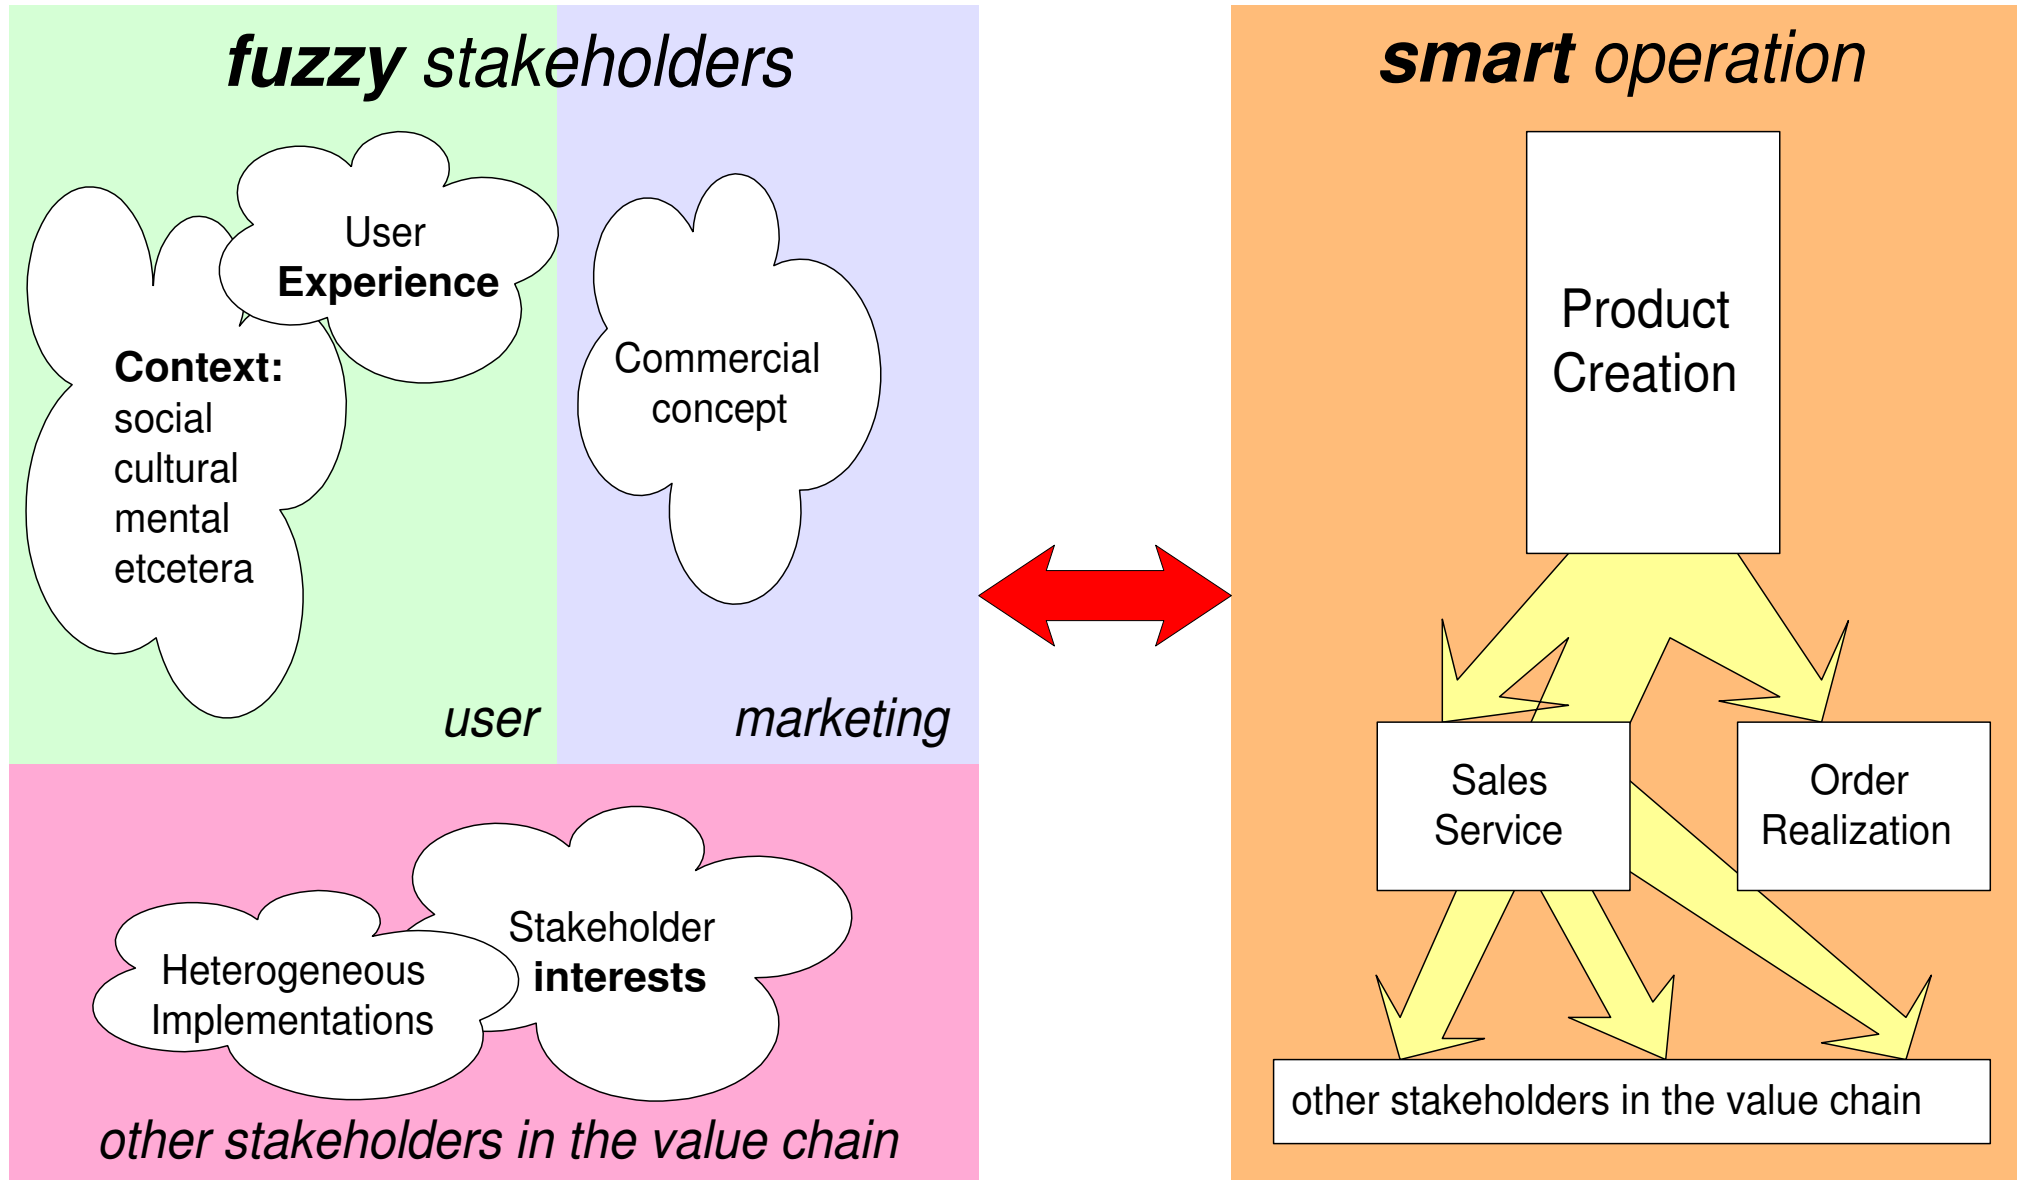 fuzzy stakeholders
User
Experience
Context:
social
cultural
mental
etcetera
Commercial
concept
user
marketing
Stakeholder
interests
Heterogeneous
Implementations
other stakeholders in the value chain
smart operation
Product
Creation
Sales
Service
Order
Realization
other stakeholders in the value chain